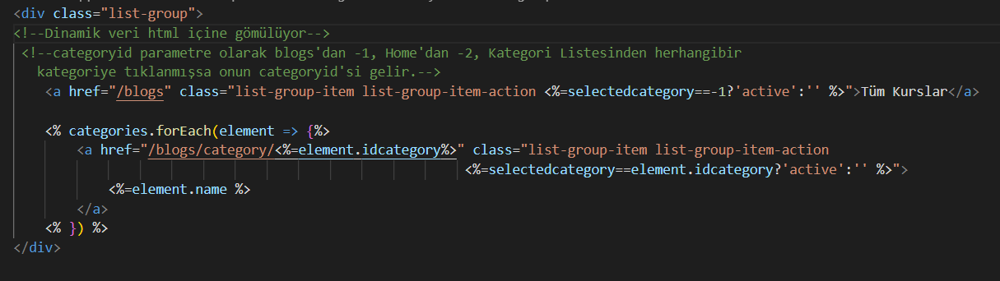 <div class="list-group">
<!--Dinamik veri html içine gömülüyor-->
<!--categoryid parametre olarak blogs'dan -1, Home'dan -2, Kategori Listesinden herhangibir
kategoriye tıklanmışsa onun categoryid'si gelir.-->
<a href="/blogs" class="list-group-item list-group-item-action <%=selectedcategory==-1?'active':'' %>">Tüm Kurslar</a>
<% categories.forEach(element => {%>
<a href="/blogs/category/<%=element.idcategory%>" class="list-group-item list-group-item-action
<%=selectedcategory==element.idcategory?'active':'' %>">
<%=element.name %>
</a>
<% }) %>
</div>